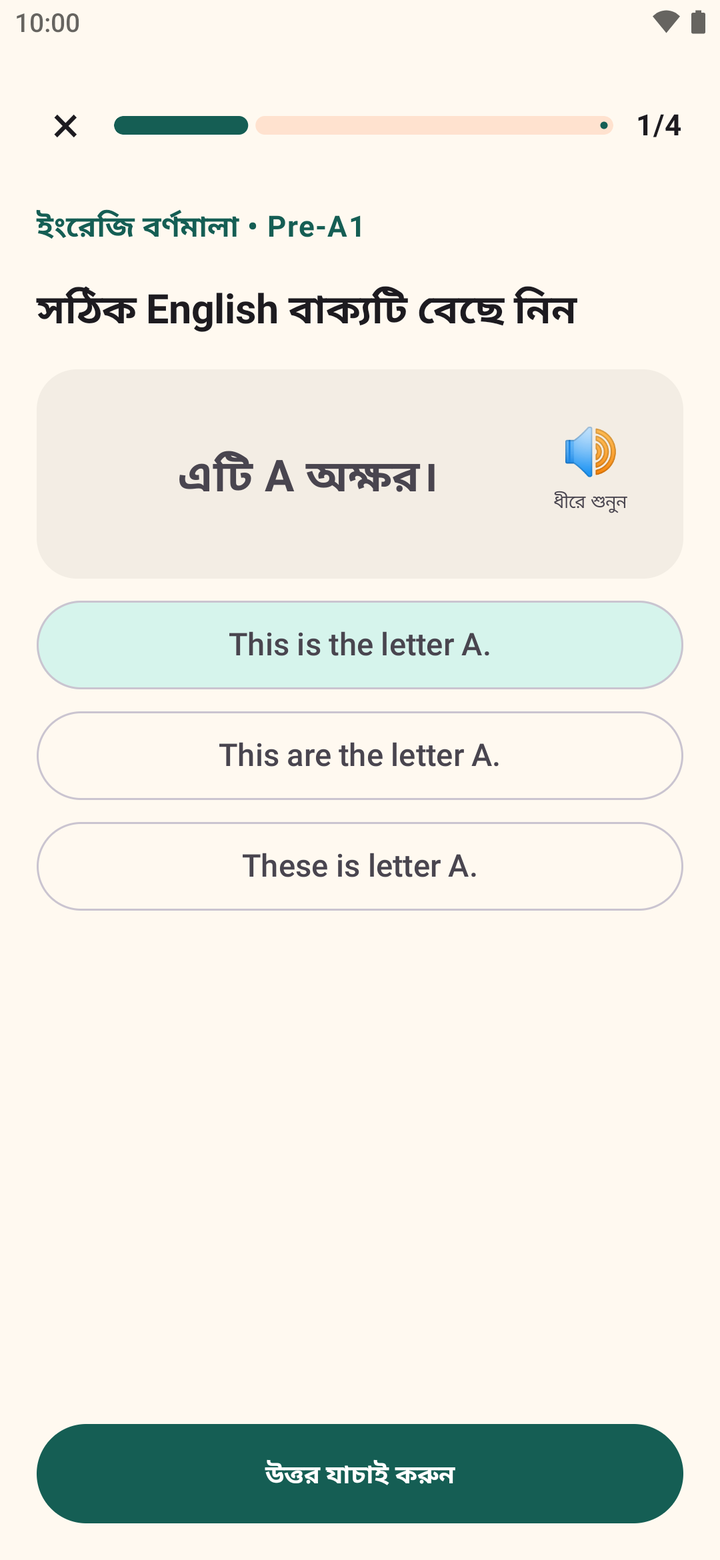 10:00
1/4
ইংরেজি বর্ণমালা • Pre-A1
সঠিক English বাক্যটি বেছে নিন
এটি A অক্ষর।
ধীরে শুনুন
This is the letter A.
This are the letter A.
These is letter A.
উত্তর যাচাই করুন